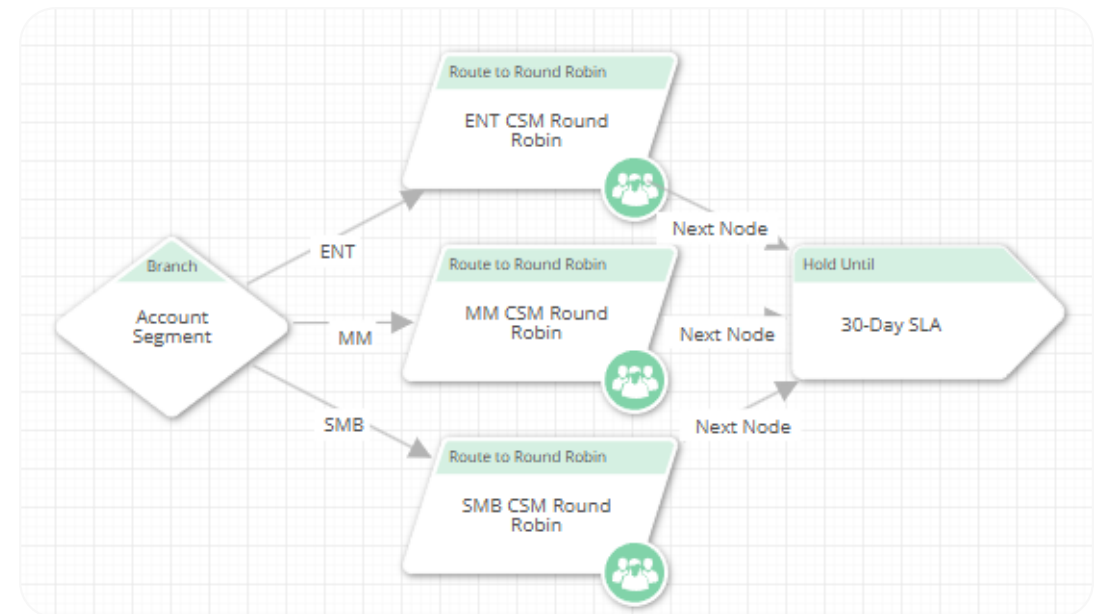 Route to Round Robin
ENT CSM Round
Robin
Next Node
ENT
Branch
Account
Segment
Route to Round Robin
MM CSM Round
Robin
Hold Until
30-Day SLA
MM
Next Node
SMB
Next Node
Route to Round Robin
SMB CSM Round
Robin